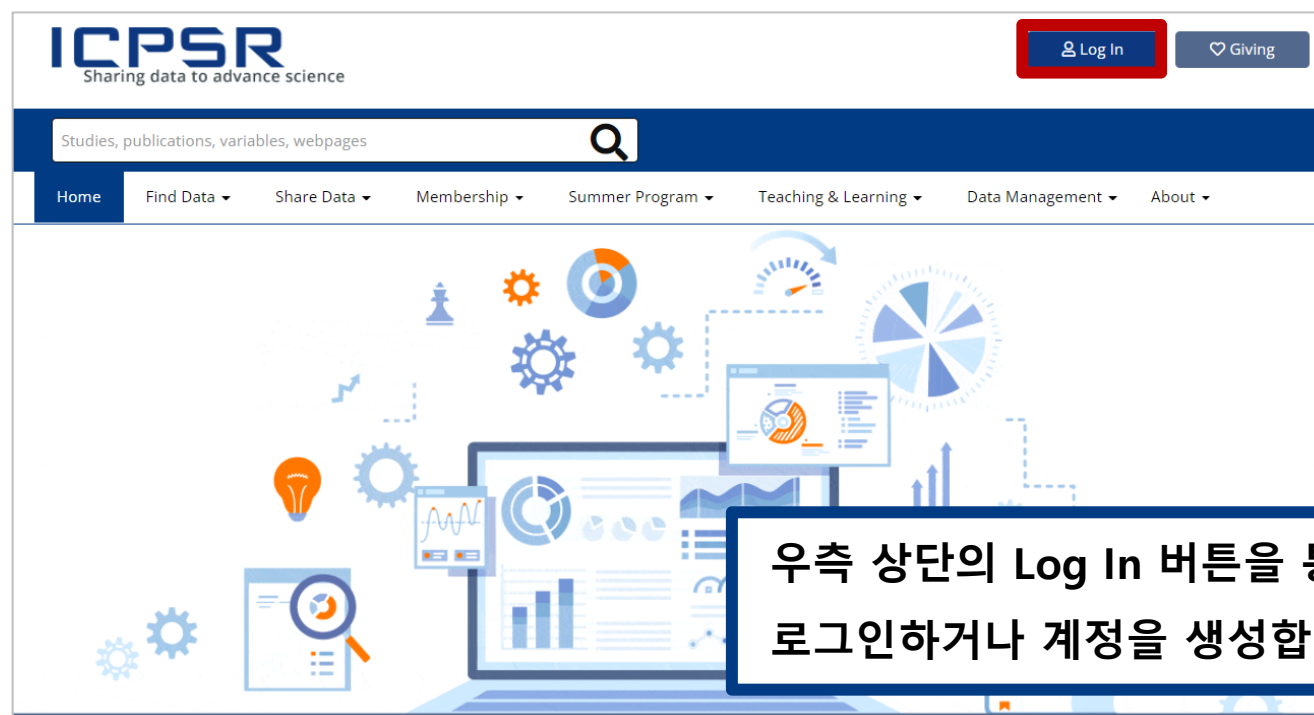 ICPSR
Sharing data to advance science
Log In
Giving
Studies, publications, variables, webpages
Home Find Data Share Data Membership Summer Program Teaching & Learning Data Management About
우측 상단의 Log In 버튼을
로그인하거나 계정을 생성합